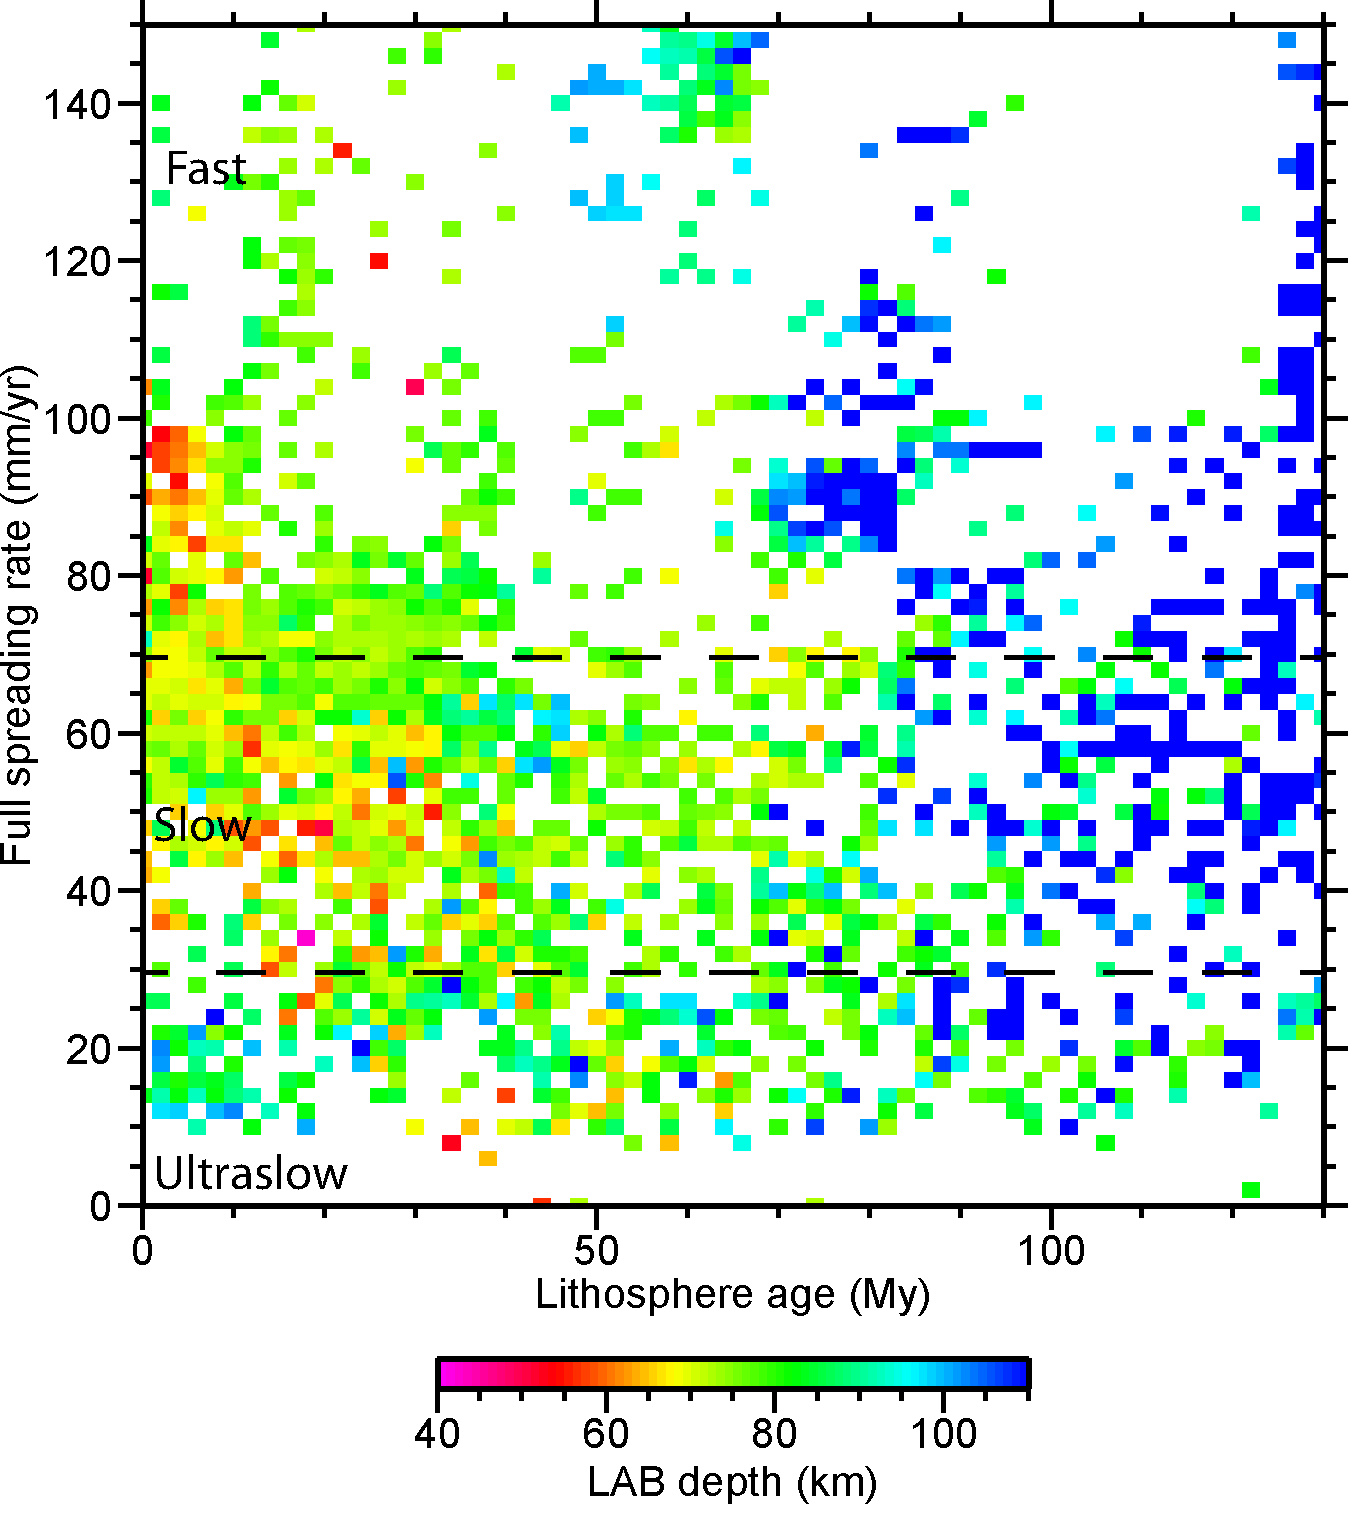 140
Fast
120
Full spreading rate (mm/yr)
100
80
60
Slow
40
20
Ultraslow
0
0 50 100
Lithosphere age (My)
40 60 80 100
LAB depth (km)